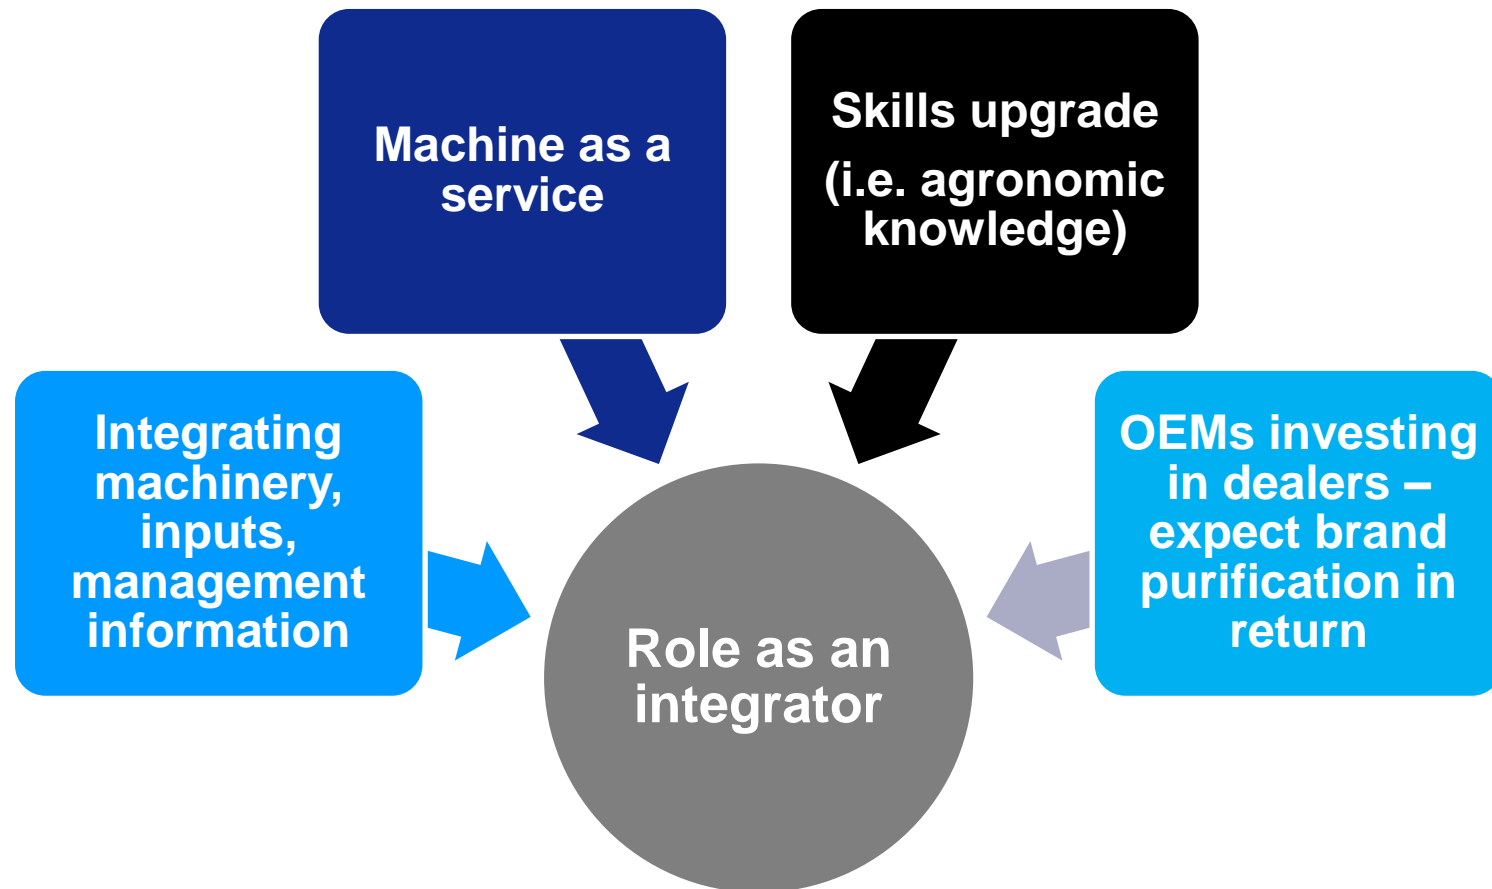 Machine as a
service
Skills upgrade
(i.e. agronomic
knowledge)
Integrating
machinery,
inputs,
management
information
OEMs investing
in dealers –
expect brand
purification in
return
Role as an
integrator